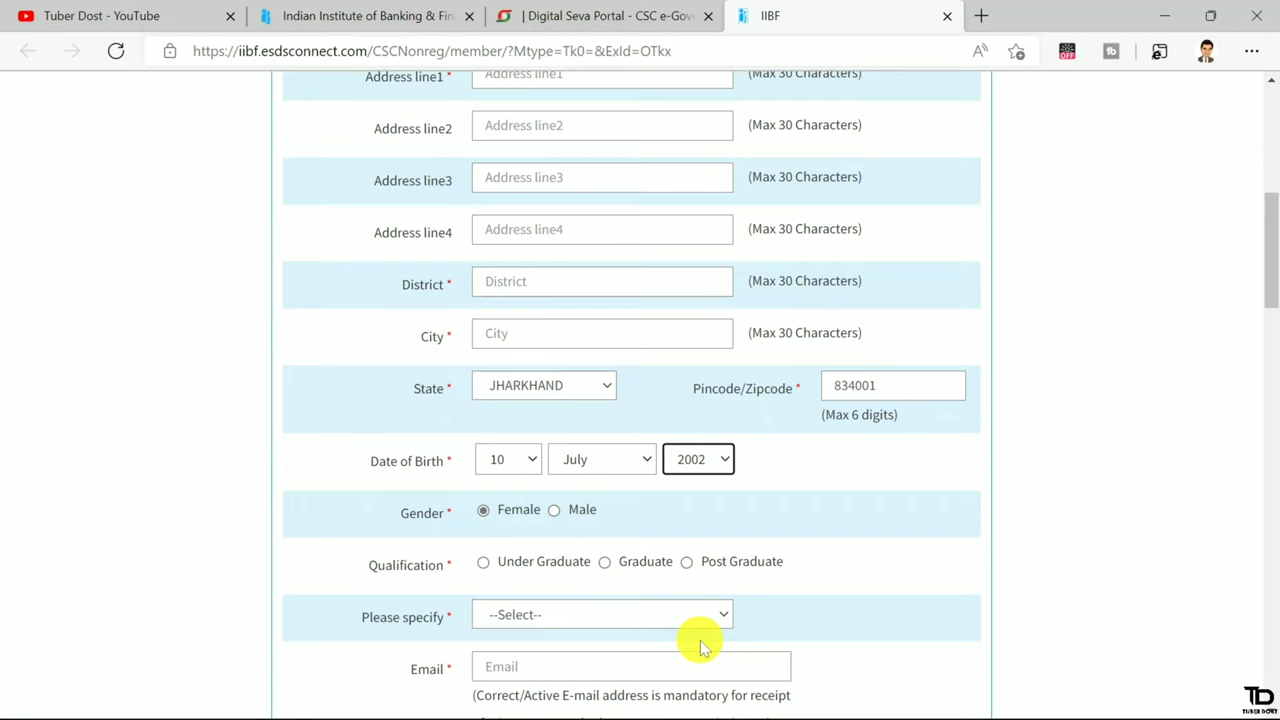 Tuber Dost - YouTube
Indian Institute of Banking & Fin
| Digital Seva Portal - CSC e-Gove
IIBF
https://iibf.esdsconnect.com/CSCNonreg/member/?Mtype=Tk0=&ExId=OTkx
OFF
tb
Address line1 * Address line1 (Max 30 Characters)
Address line2 Address line2 (Max 30 Characters)
Address line3 Address line3 (Max 30 Characters)
Address line4 Address line4 (Max 30 Characters)
District * District (Max 30 Characters)
City * City (Max 30 Characters)
State * JHARKHAND Pincode/Zipcode * 834001
(Max 6 digits)
Date of Birth * 10 July 2002
Gender * Female Male
Qualification * Under Graduate Graduate Post Graduate
Please specify * --Select--
Email * Email
(Correct/Active E-mail address is mandatory for receipt
TD
TUBER DOST